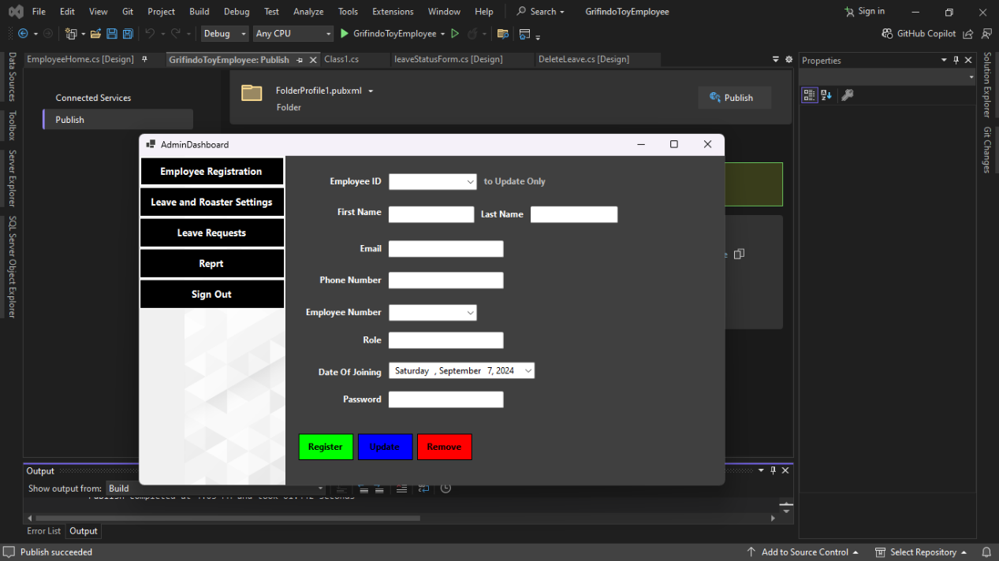 File Edit View Git Project Build Debug Test Analyze Tools Extensions Window Help Search GrifindoToyEmployee Sign in
Debug Any CPU GrifindoToyEmployee GitHub Copilot
EmployeeHome.cs [Design] GrifindoToyEmployee: Publish Class1.cs leaveStatusForm.cs [Design] DeleteLeave.cs [Design] Properties
Data Sources
Toolbox
Server Explorer
SQL Server Object Explorer
Solution Explorer
Git Changes
Connected Services
Publish
FolderProfile1.pubxml
Folder
Publish
AdminDashboard
Employee Registration
Leave and Roaster Settings
Leave Requests
Reprt
Sign Out
Employee ID to Update Only
First Name Last Name
Email
Phone Number
Employee Number
Role
Date Of Joining Saturday , September 7, 2024
Password
Register Update Remove
Output
Show output from: Build
Error List Output
Publish succeeded Add to Source Control Select Repository